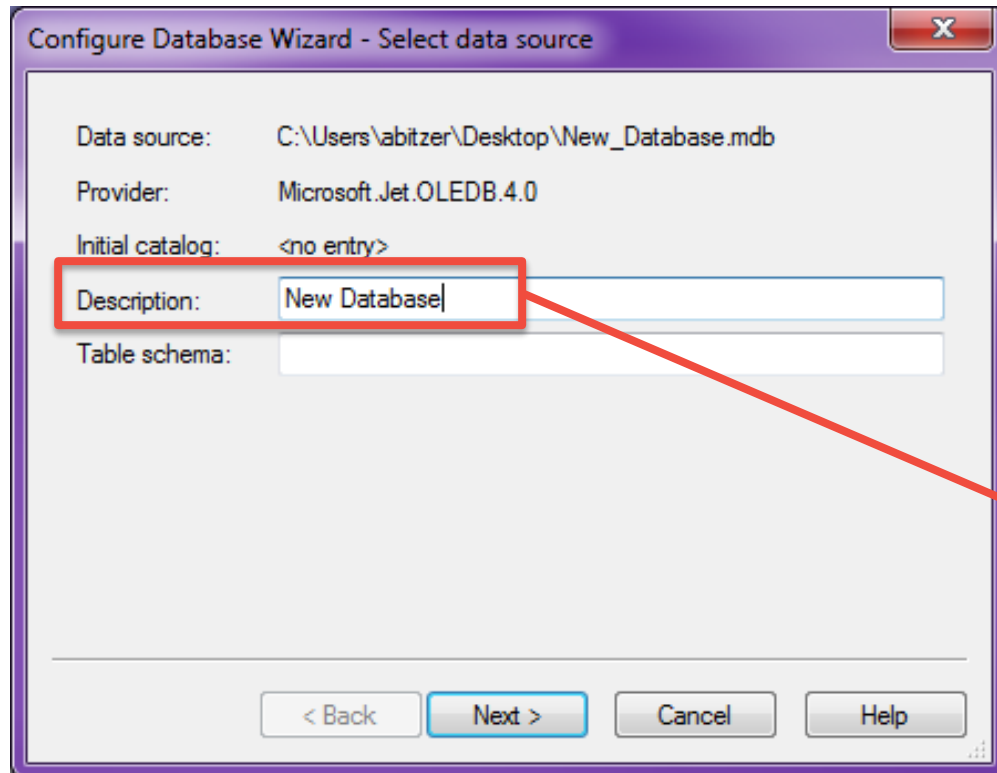 Configure Database Wizard - Select data source
Data source: C:\Users\abitzer\Desktop\New_Database.mdb
Provider: Microsoft.Jet.OLEDB.4.0
Initial catalog: <no entry>
Description: New Database
Table schema:
< Back Next > Cancel Help